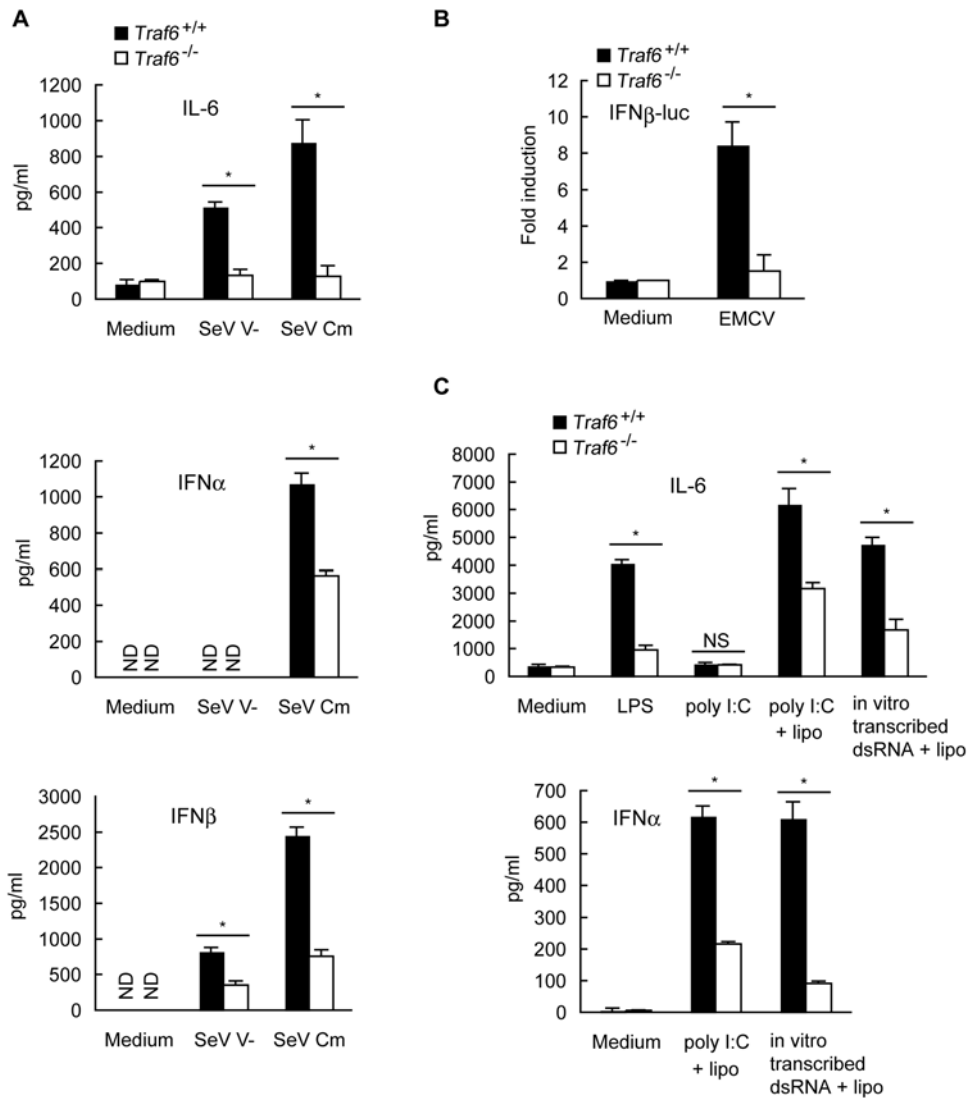 A
Traf6+/+
Traf6-/-
IL-6
pg/ml
1200
1000
800
600
400
200
0
*
*
Medium SeV V- SeV Cm
IFNα
pg/ml
1200
1000
800
600
400
200
0
ND
ND
ND
ND
*
Medium SeV V- SeV Cm
IFNβ
pg/ml
3000
2500
2000
1500
1000
500
0
ND
ND
*
*
Medium SeV V- SeV Cm
B
Traf6+/+
Traf6-/-
IFNβ-luc
Fold induction
12
10
8
6
4
2
0
*
Medium EMCV
C
Traf6+/+
Traf6-/-
IL-6
pg/ml
8000
7000
6000
5000
4000
3000
2000
1000
0
*
NS
*
*
Medium LPS poly I:C poly I:C
+ lipo
in vitro
transcribed
dsRNA + lipo
IFNα
pg/ml
700
600
500
400
300
200
100
0
*
*
Medium poly I:C
+ lipo
in vitro
transcribed
dsRNA + lipo